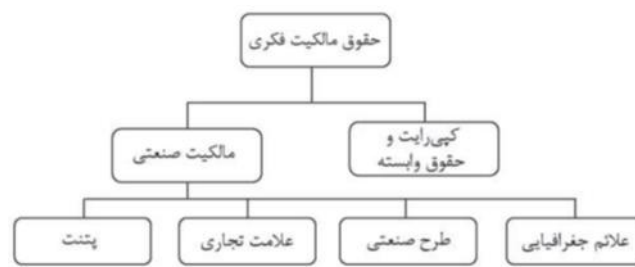 حقوق مالکیت فکری
کپی‌رایت و
حقوق وابسته
مالکیت صنعتی
علائم جغرافیایی
طرح صنعتی
علامت تجاری
پتنت